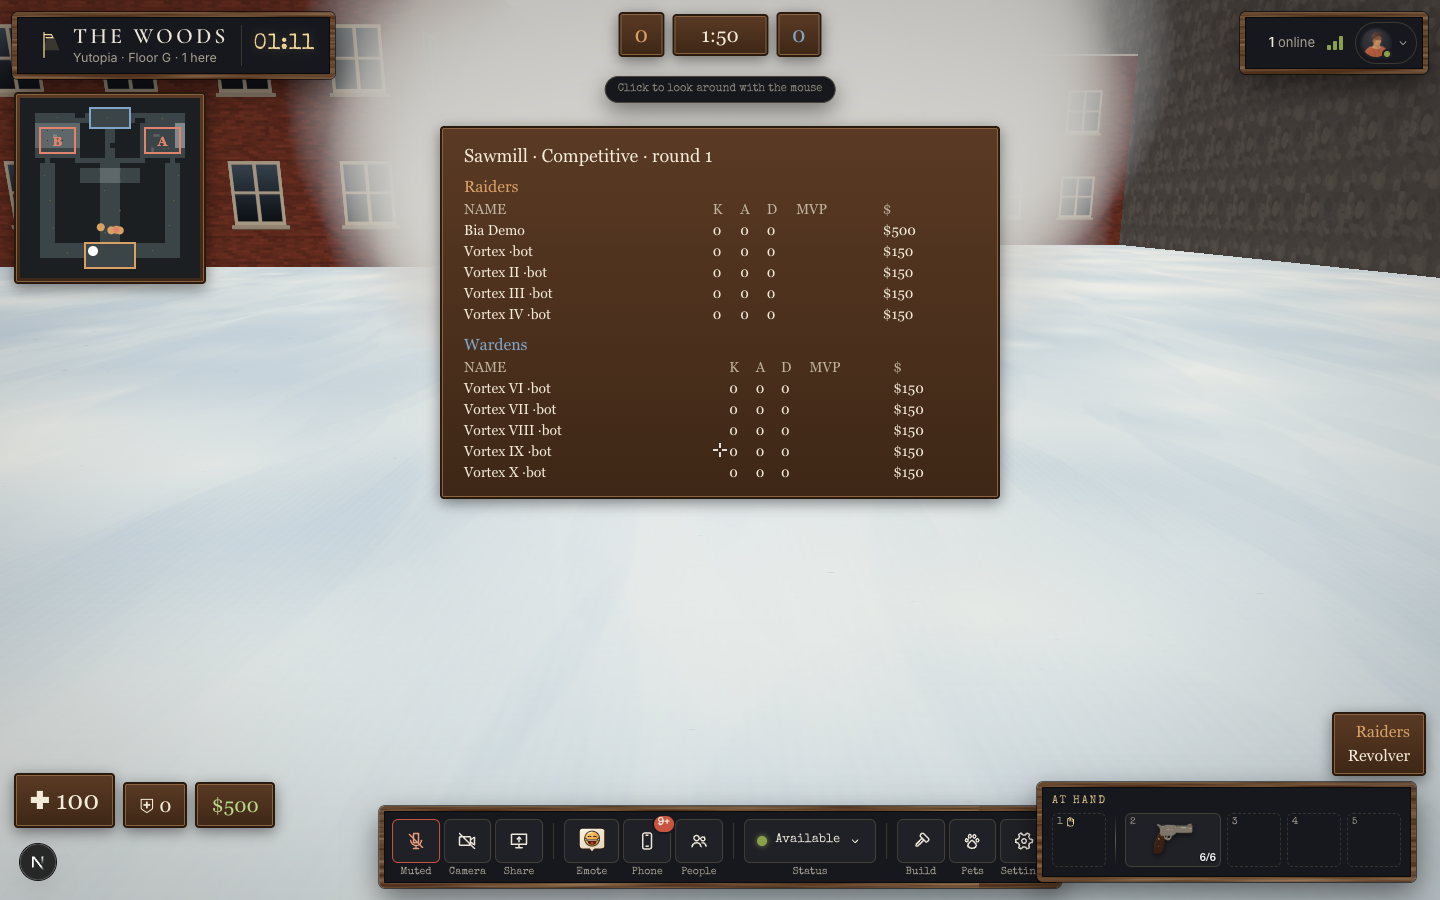 THE WOODS
Yutopia · Floor G · 1 here
01:11
0
1:50
0
1 online
Click to look around with the mouse
B
A
Sawmill · Competitive · round 1
Raiders
NAME K A D MVP $
Bia Demo 0 0 0 $500
Vortex ·bot 0 0 0 $150
Vortex II ·bot 0 0 0 $150
Vortex III ·bot 0 0 0 $150
Vortex IV ·bot 0 0 0 $150
Wardens
NAME K A D MVP $
Vortex VI ·bot 0 0 0 $150
Vortex VII ·bot 0 0 0 $150
Vortex VIII ·bot 0 0 0 $150
Vortex IX ·bot 0 0 0 $150
Vortex X ·bot 0 0 0 $150
Raiders
Revolver
100
0
$500
N
Muted
Camera
Share
Emote
9+
Phone
People
Available
Status
Build
Pets
Settin
AT HAND
1
2
6/6
3
4
5